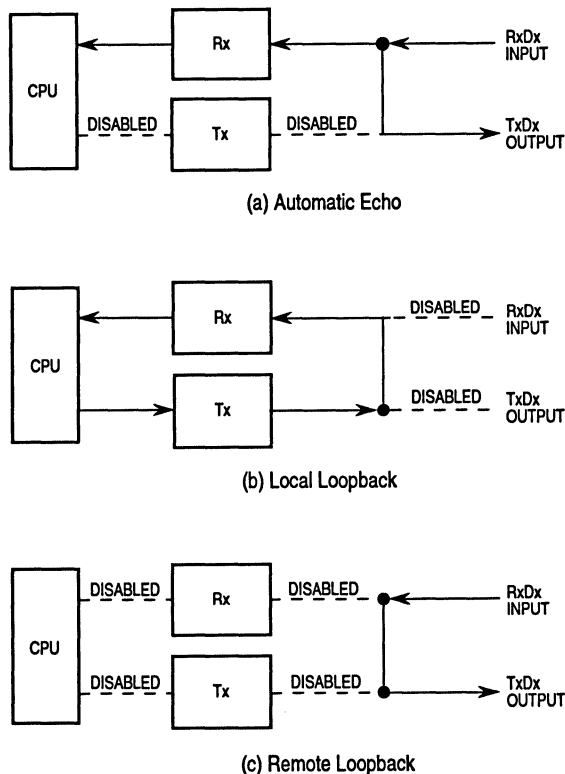 CPU
Rx
RxDx
INPUT
DISABLED
Tx
DISABLED
TxDx
OUTPUT
(a) Automatic Echo
CPU
Rx
DISABLED
RxDx
INPUT
Tx
DISABLED
TxDx
OUTPUT
(b) Local Loopback
CPU
DISABLED
Rx
DISABLED
RxDx
INPUT
DISABLED
Tx
DISABLED
TxDx
OUTPUT
(c) Remote Loopback